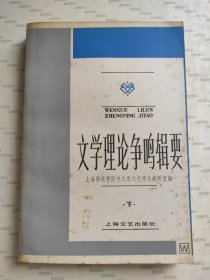 WENXUE LILUN
ZHENGMING JIYAO
文学理论争鸣辑要
上海师范学院中文系文艺理论教研室编
·下·
上海文艺出版社
W